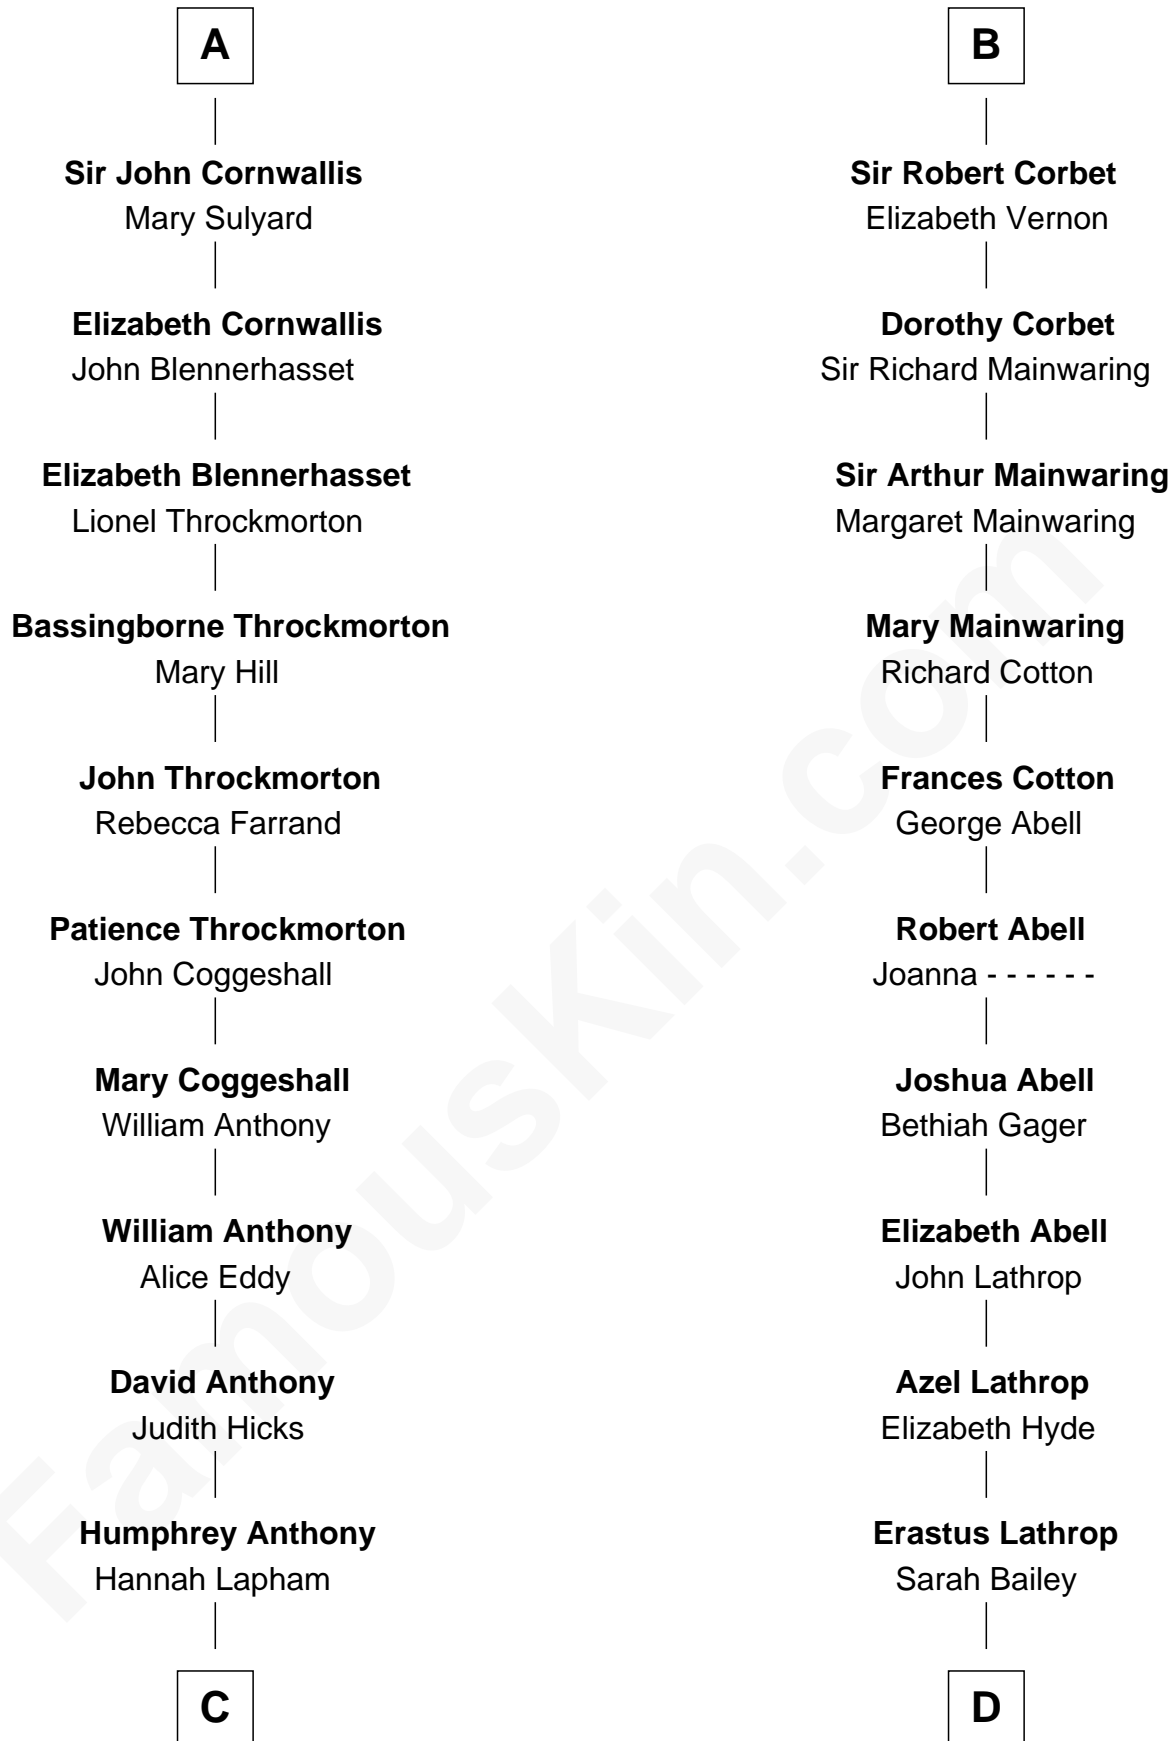 A
Sir John Cornwallis
Mary Sulyard
Elizabeth Cornwallis
John Blennerhasset
Elizabeth Blennerhasset
Lionel Throckmorton
Bassingborne Throckmorton
Mary Hill
John Throckmorton
Rebecca Farrand
Patience Throckmorton
John Coggeshall
Mary Coggeshall
William Anthony
William Anthony
Alice Eddy
David Anthony
Judith Hicks
Humphrey Anthony
Hannah Lapham
C
B
Sir Robert Corbet
Elizabeth Vernon
Dorothy Corbet
Sir Richard Mainwaring
Sir Arthur Mainwaring
Margaret Mainwaring
Mary Mainwaring
Richard Cotton
Frances Cotton
George Abell
Robert Abell
Joanna - - - - - -
Joshua Abell
Bethiah Gager
Elizabeth Abell
John Lathrop
Azel Lathrop
Elizabeth Hyde
Erastus Lathrop
Sarah Bailey
D
FamousKin.com